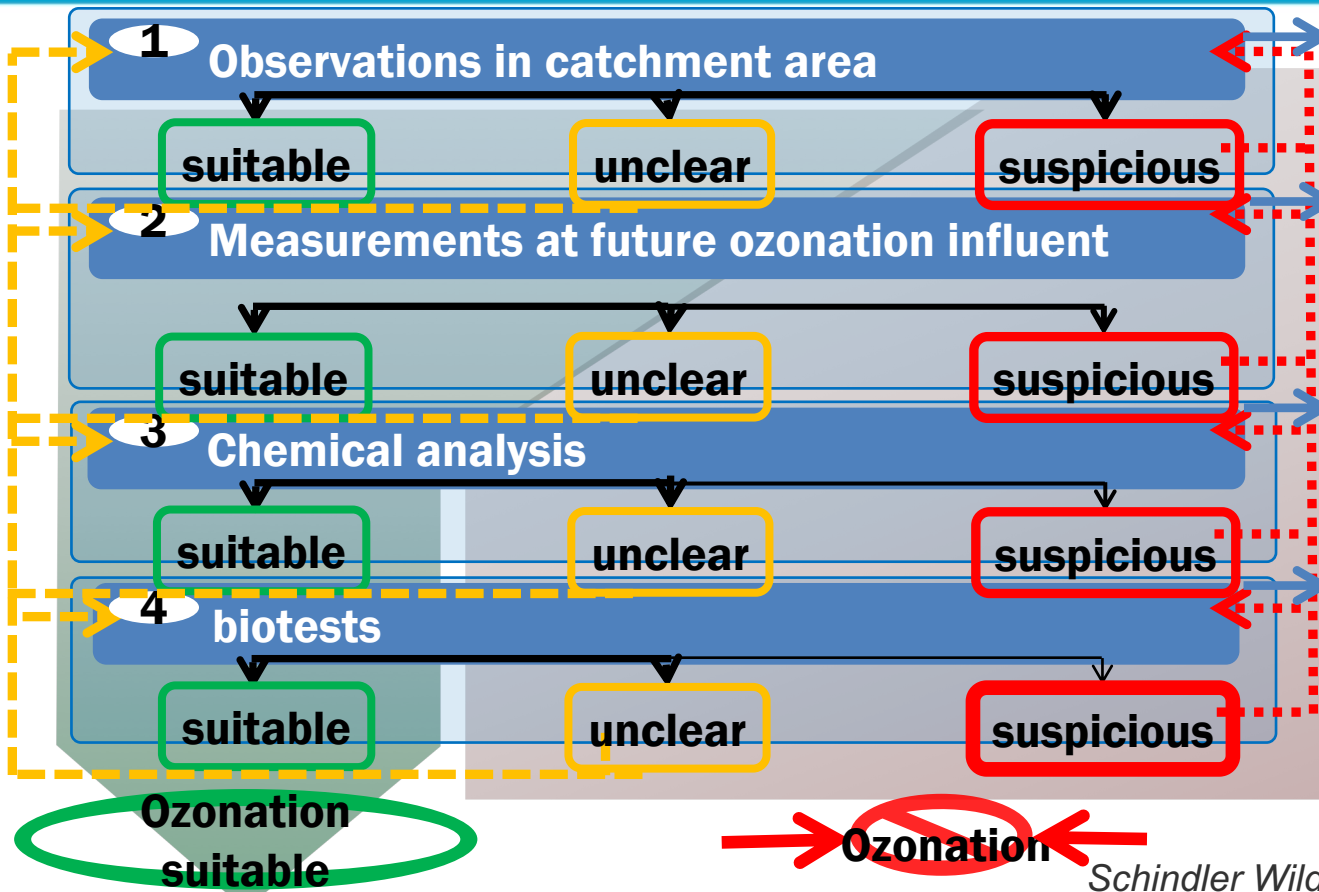 1
Observations in catchment area
suitable unclear suspicious
2
Measurements at future ozonation influent
suitable unclear suspicious
3
Chemical analysis
suitable unclear suspicious
4
biotests
suitable unclear suspicious
Ozonation
suitable
Ozonation
Schindler Wild